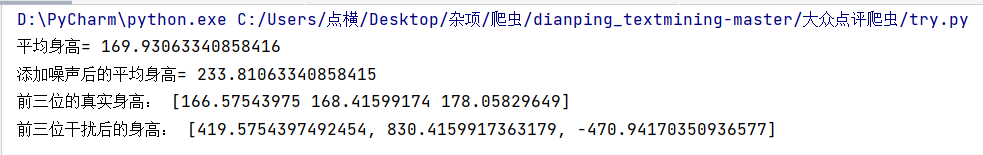 D:\PyCharm\python.exe C:/Users/点横/Desktop/杂项/爬虫/dianping_textmining-master/大众点评爬虫/try.py
平均身高= 169.93063340858416
添加噪声后的平均身高= 233.81063340858415
前三位的真实身高： [166.57543975 168.41599174 178.05829649]
前三位干扰后的身高： [419.5754397492454, 830.4159917363179, -470.94170350936577]